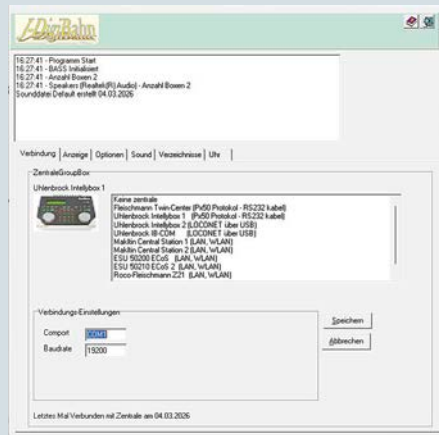 J-DigiBahn
16:27:41 - Programm Start
16:27:41 - BASS Initialisiert
16:27:41 - Anzahl Boxen 2
16:27:41 - Speakers (Realtek(R) Audio) - Anzahl Boxen 2
Sounddatei Default erstellt 04.03.2026
Verbindung Anzeige Optionen Sound Verzeichnisse Uhr
ZentraleGroupBox
Uhlenbrock Intellybox 1
Keine zentrale
Fleischmann Twin-Center (Px50 Protokol - RS232 kabel)
Uhlenbrock Intellybox 1 (Px50 Protokol - RS232 kabel)
Uhlenbrock Intellybox 2 (LOCONET über USB)
Uhlenbrock IB-COM (LOCONET über USB)
Makltin Central Station 1 (LAN, WLAN)
Makltin Central Station 2 (LAN, WLAN)
ESU 50200 ECoS (LAN, WLAN)
ESU 50210 ECoS 2 (LAN, WLAN)
Roco-Fleischmann Z21 (LAN, WLAN)
Verbindungs-Einstellungen
Comport COM1
Baudrate 19200
Speichern
Abbrechen
Letztes Mal Verbunden mit Zentrale am 04.03.2026